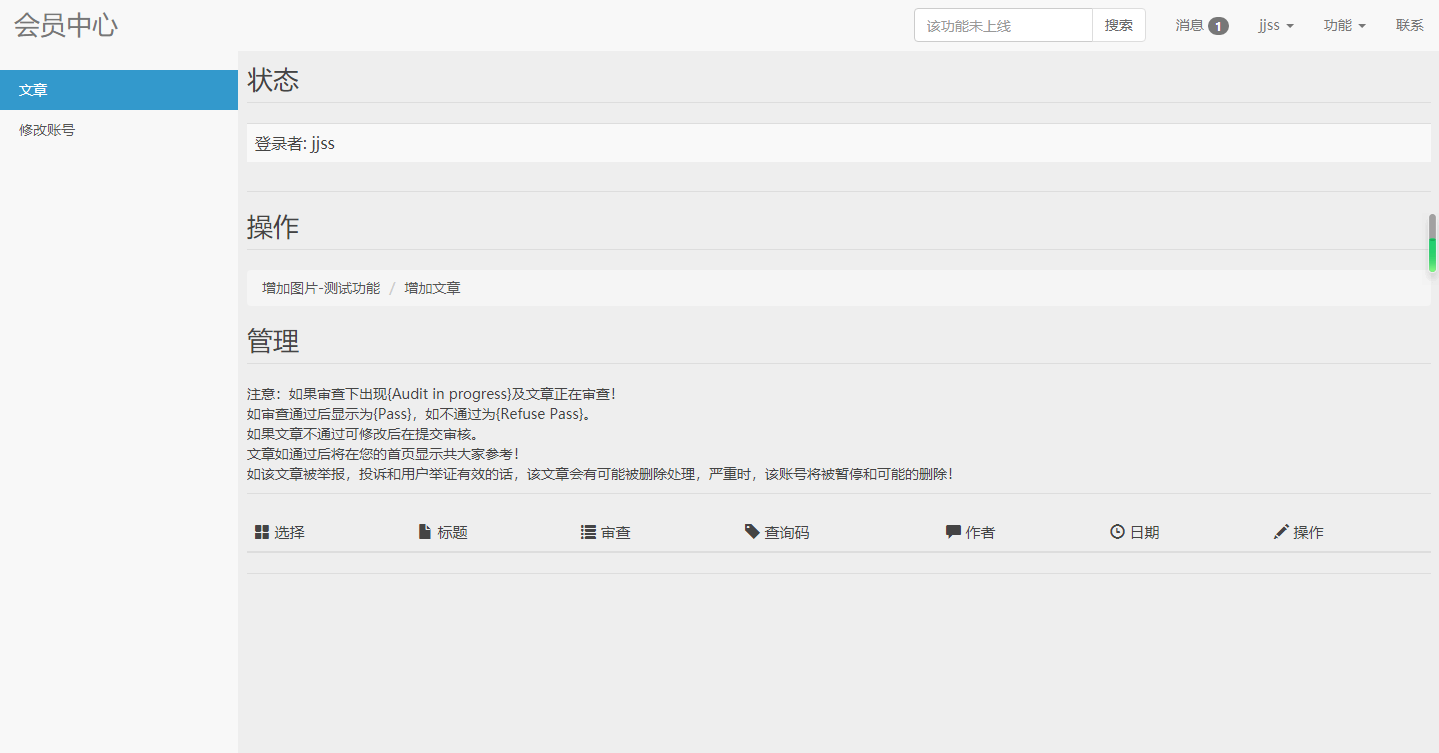 会员中心
该功能未上线
搜索
消息 1
jjss
功能
联系
文章
修改账号
状态
登录者: jjss
操作
增加图片-测试功能 / 增加文章
管理
注意：如果审查下出现{Audit in progress}及文章正在审查！
如审查通过后显示为{Pass}，如不通过为{Refuse Pass}。
如果文章不通过可修改后在提交审核。
文章如通过后将在您的首页显示共大家参考！
如该文章被举报，投诉和用户举证有效的话，该文章会有可能被删除处理，严重时，该账号将被暂停和可能的删除！
选择 标题 审查 查询码 作者 日期 操作